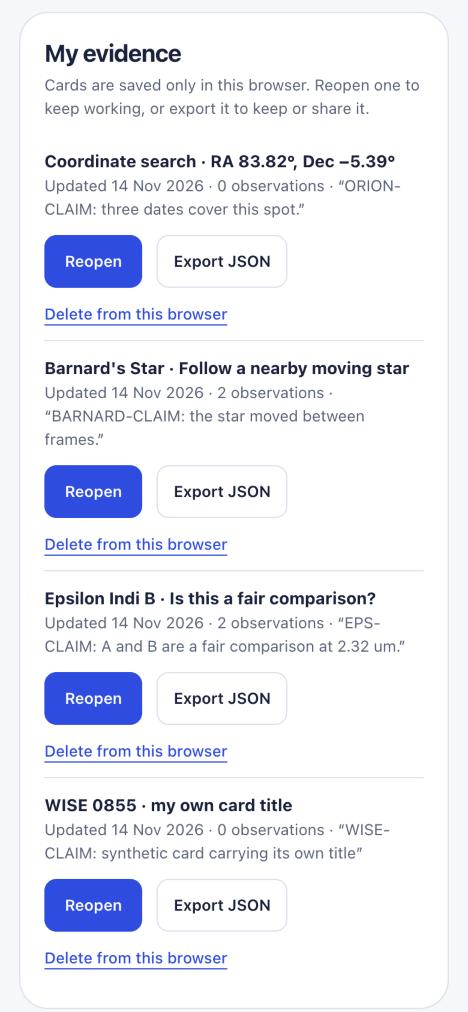 My evidence
Cards are saved only in this browser. Reopen one to
keep working, or export it to keep or share it.
Coordinate search · RA 83.82°, Dec −5.39°
Updated 14 Nov 2026 · 0 observations · “ORION-
CLAIM: three dates cover this spot.”
Reopen
Export JSON
Delete from this browser
Barnard's Star · Follow a nearby moving star
Updated 14 Nov 2026 · 2 observations ·
“BARNARD-CLAIM: the star moved between
frames.”
Reopen
Export JSON
Delete from this browser
Epsilon Indi B · Is this a fair comparison?
Updated 14 Nov 2026 · 2 observations · “EPS-
CLAIM: A and B are a fair comparison at 2.32 um.”
Reopen
Export JSON
Delete from this browser
WISE 0855 · my own card title
Updated 14 Nov 2026 · 0 observations · “WISE-
CLAIM: synthetic card carrying its own title”
Reopen
Export JSON
Delete from this browser